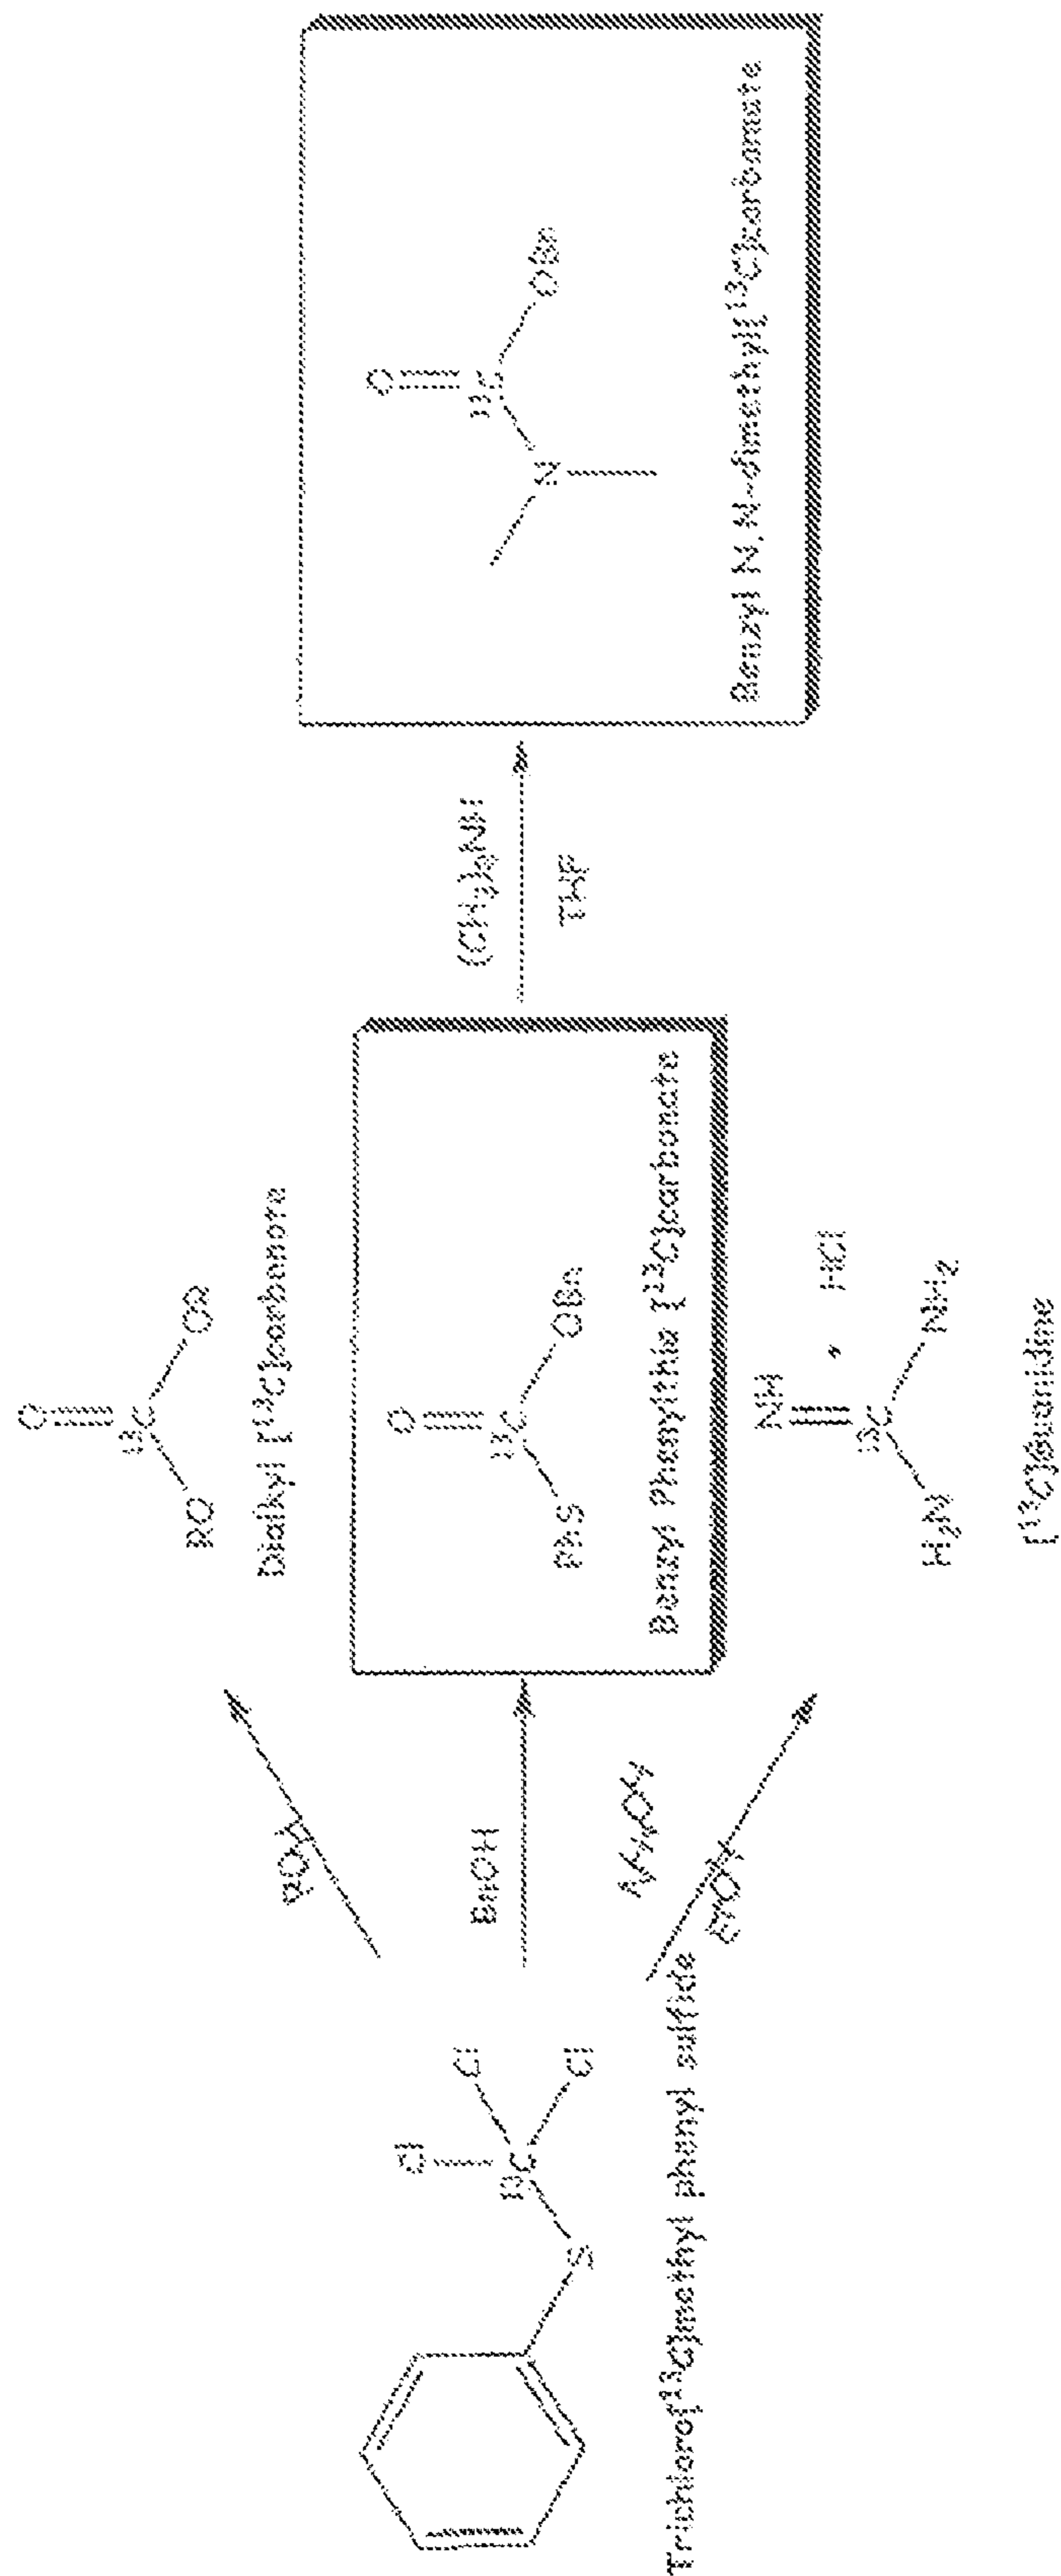 Cl
Cl
13C
Cl
S
Trichloro[13C]methyl phenyl sulfide
ROH
BnOH
NH4OH
EtOH
O
13C
RO
OR
Dialkyl [13C]carbonate
O
13C
PhS
OBn
Benzyl Phenylthio [13C]carbonate
NH
13C
H2N
NH2
HCl
[13C]guanidine
(CH3)2NH
THF
O
13C
N
OBn
Benzyl N,N-dimethyl[13C]carbamate